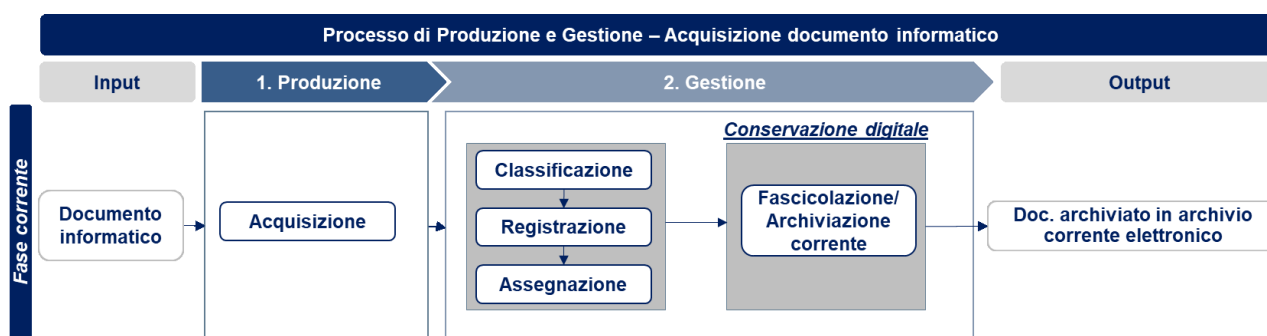 Processo di Produzione e Gestione – Acquisizione documento informatico
Input
1. Produzione
2. Gestione
Output
Fase corrente
Documento
informatico
Acquisizione
Classificazione
Registrazione
Assegnazione
Conservazione digitale
Fascicolazione/
Archiviazione
corrente
Doc. archiviato in archivio
corrente elettronico